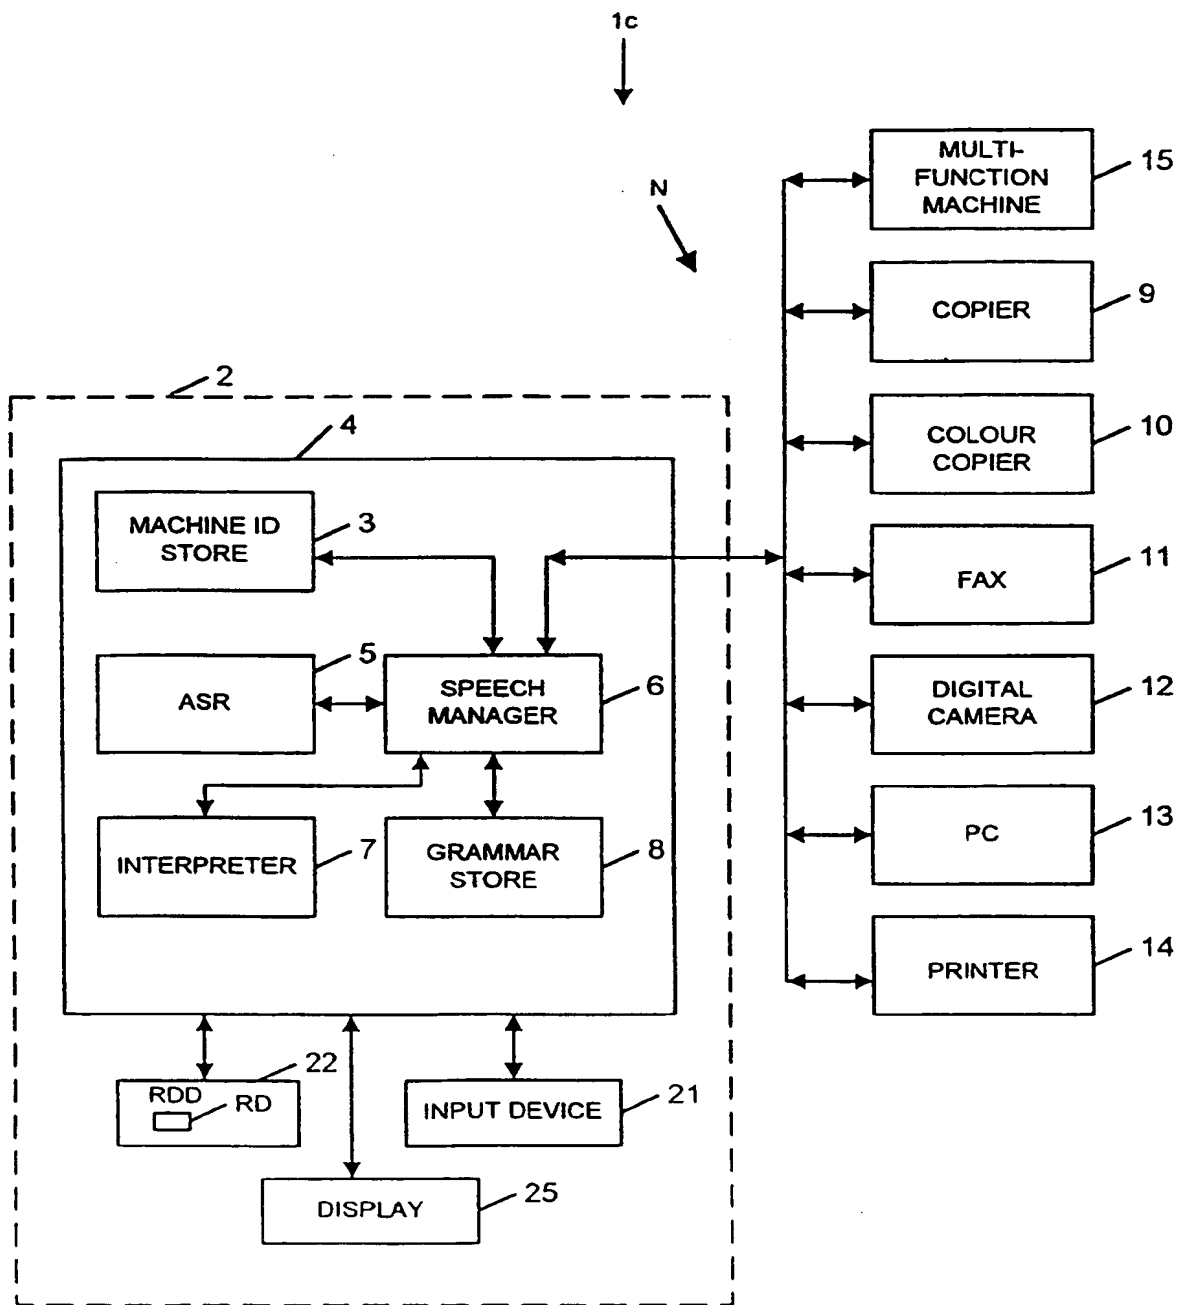 1c
N
MULTI-
FUNCTION
MACHINE
15
COPIER
9
COLOUR
COPIER
10
FAX
11
DIGITAL
CAMERA
12
PC
13
PRINTER
14
2
4
MACHINE ID
STORE
3
ASR
5
SPEECH
MANAGER
6
INTERPRETER
7
GRAMMAR
STORE
8
22
RDD
RD
INPUT DEVICE
21
DISPLAY
25